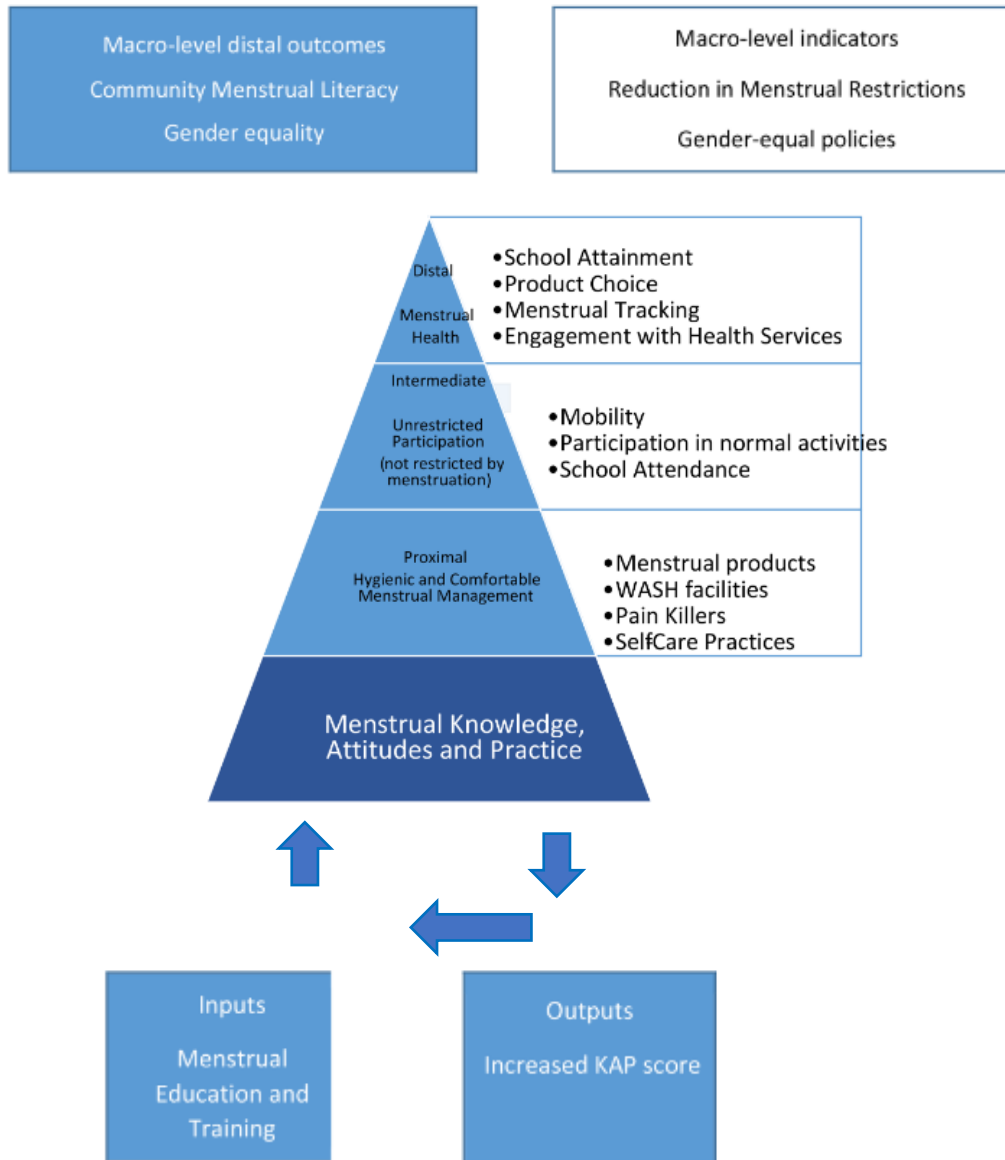 Macro-level distal outcomes
Community Menstrual Literacy
Gender equality
Macro-level indicators
Reduction in Menstrual Restrictions
Gender-equal policies
Distal
Menstrual
Health
•School Attainment
•Product Choice
•Menstrual Tracking
•Engagement with Health Services
Intermediate
Unrestricted
Participation
(not restricted by
menstruation)
•Mobility
•Participation in normal activities
•School Attendance
Proximal
Hygienic and Comfortable
Menstrual Management
•Menstrual products
•WASH facilities
•Pain Killers
•Self-Care Practices
Menstrual Knowledge,
Attitudes and Practice
Inputs
Menstrual
Education and
Training
Outputs
Increased KAP score